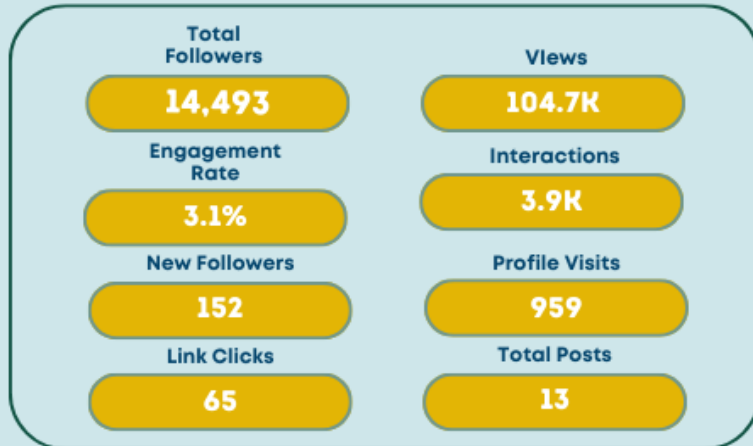 Total
Followers
14,493
VIews
104.7K
Engagement
Rate
3.1%
Interactions
3.9K
New Followers
152
Profile Visits
959
Link Clicks
65
Total Posts
13